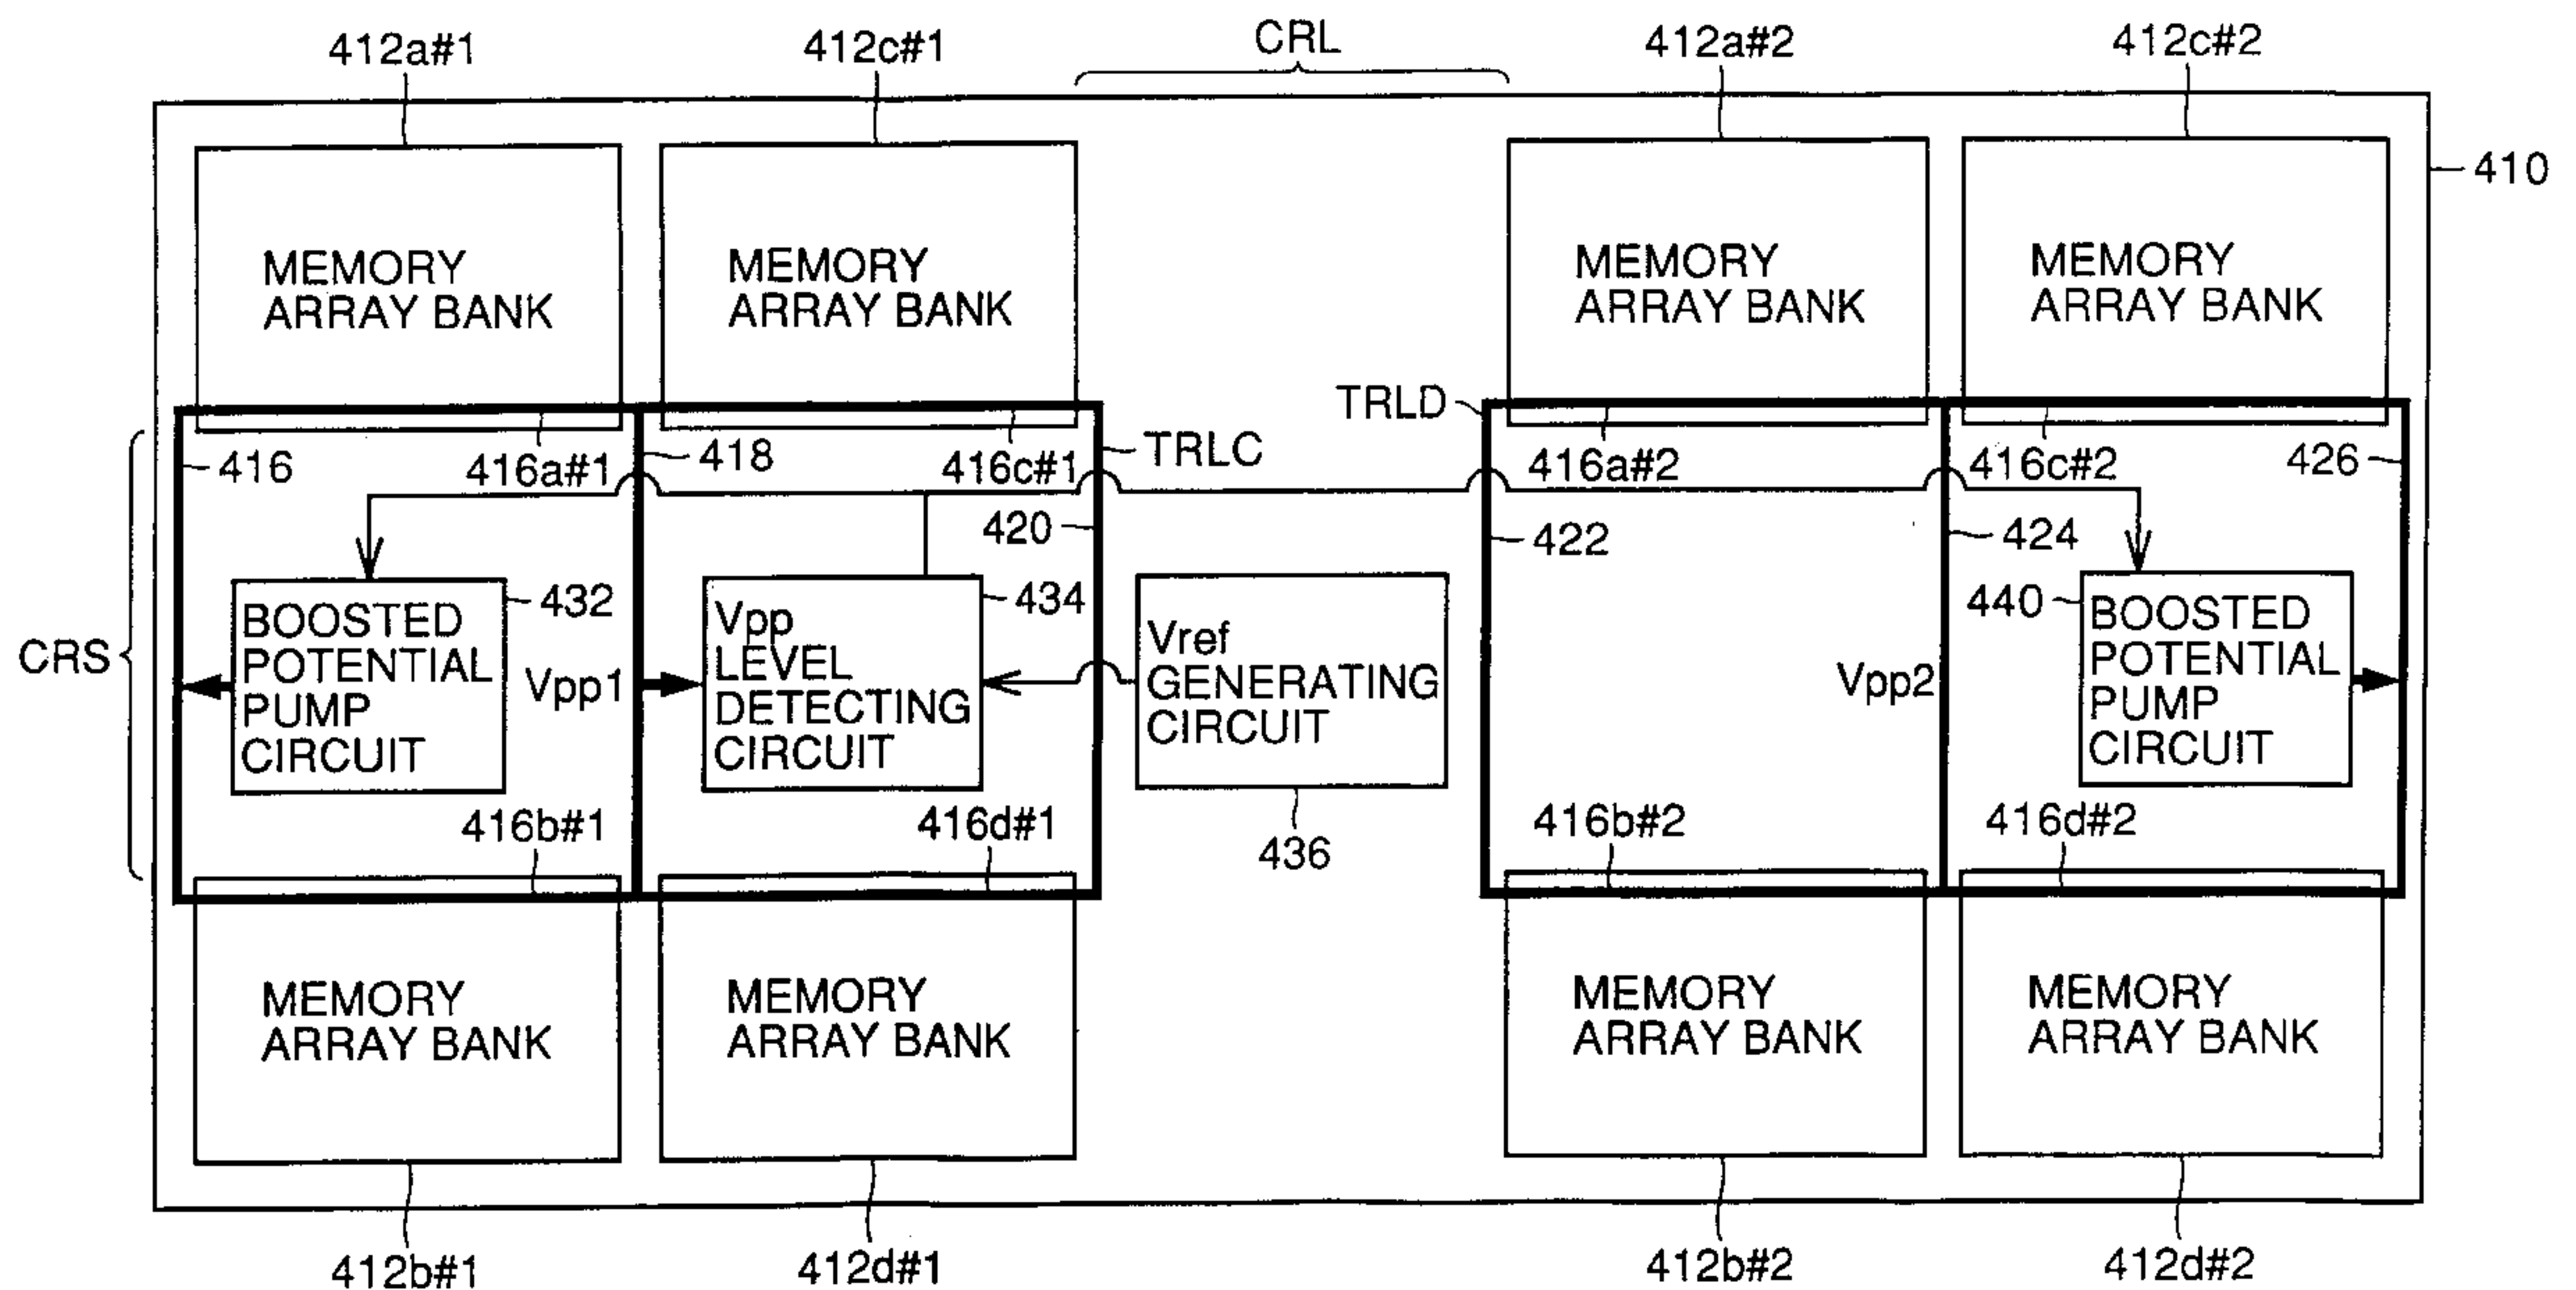 CRL
412a#1
412c#1
412a#2
412c#2
410
MEMORY
ARRAY BANK
MEMORY
ARRAY BANK
MEMORY
ARRAY BANK
MEMORY
ARRAY BANK
TRLD
TRLC
416
416a#1
418
416c#1
416a#2
416c#2
426
420
422
424
CRS
432
BOOSTED
POTENTIAL
PUMP
CIRCUIT
Vpp1
434
Vpp
LEVEL
DETECTING
CIRCUIT
Vref
GENERATING
CIRCUIT
436
Vpp2
440
BOOSTED
POTENTIAL
PUMP
CIRCUIT
416b#1
416d#1
416b#2
416d#2
MEMORY
ARRAY BANK
MEMORY
ARRAY BANK
MEMORY
ARRAY BANK
MEMORY
ARRAY BANK
412b#1
412d#1
412b#2
412d#2